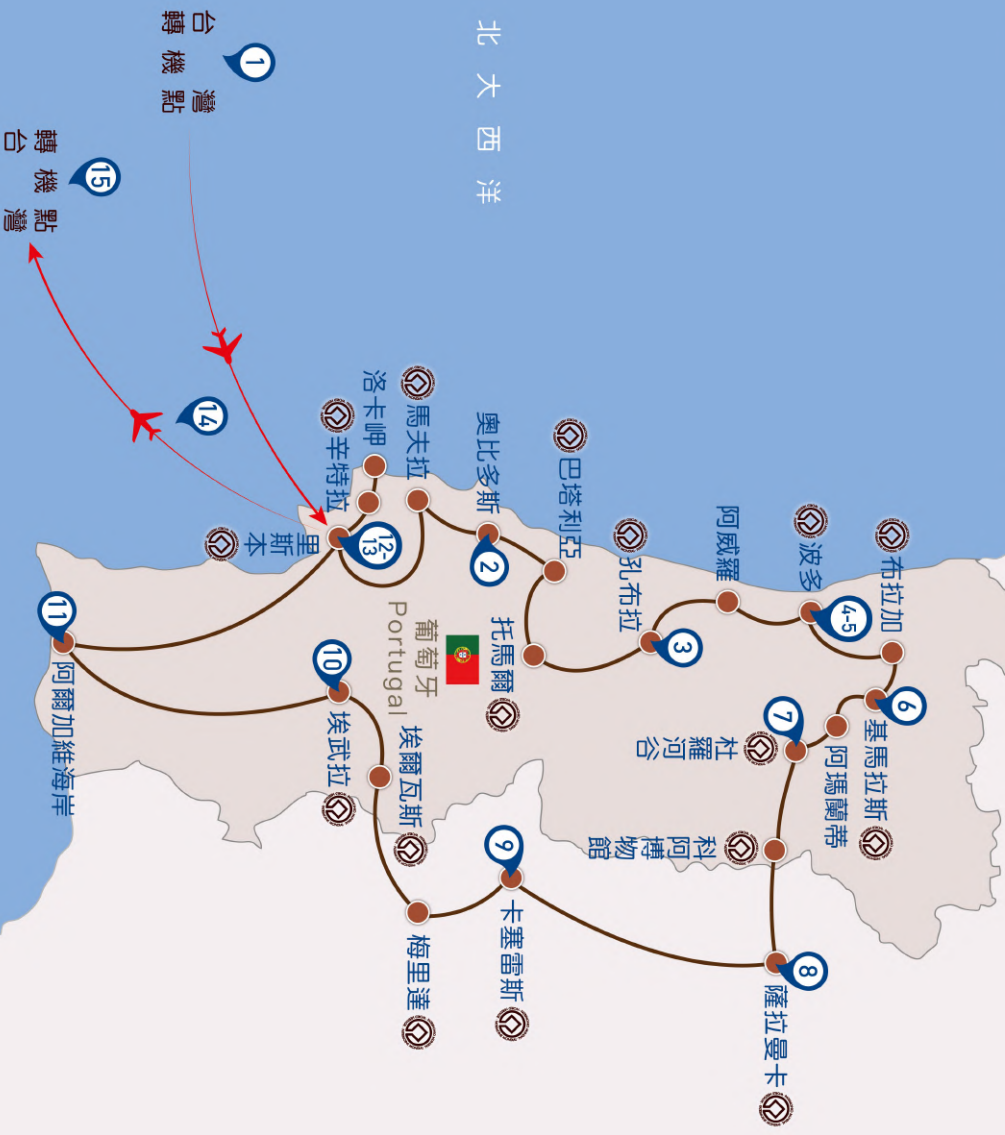 北大西洋
1
台灣
轉機點
15
轉機點
台灣
14
布拉加
波多
4-5
阿威羅
孔布拉
3
巴塔利亞
奧比多斯
2
馬夫拉
洛卡岬
辛特拉
12-
13
里斯本
托馬爾
葡萄牙
Portugal
6
基馬拉斯
阿瑪蘭蒂
7
杜羅河谷
科阿博物館
8
薩拉曼卡
9
卡塞雷斯
梅里達
埃爾瓦斯
10
埃武拉
11
阿爾加維海岸